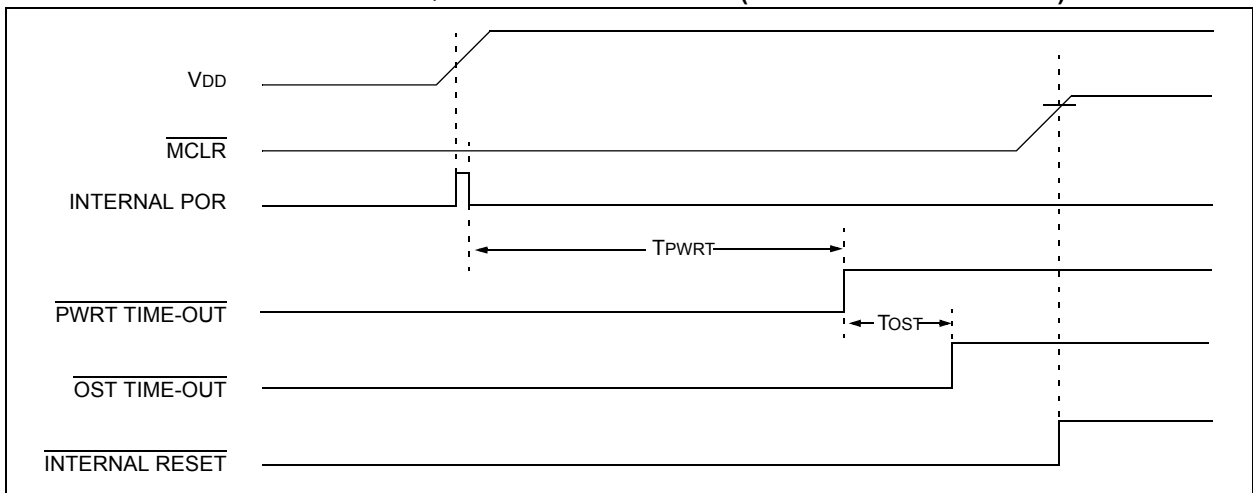 VDD
MCLR
INTERNAL POR
TPWRT
PWRT TIME-OUT
TOST
OST TIME-OUT
INTERNAL RESET